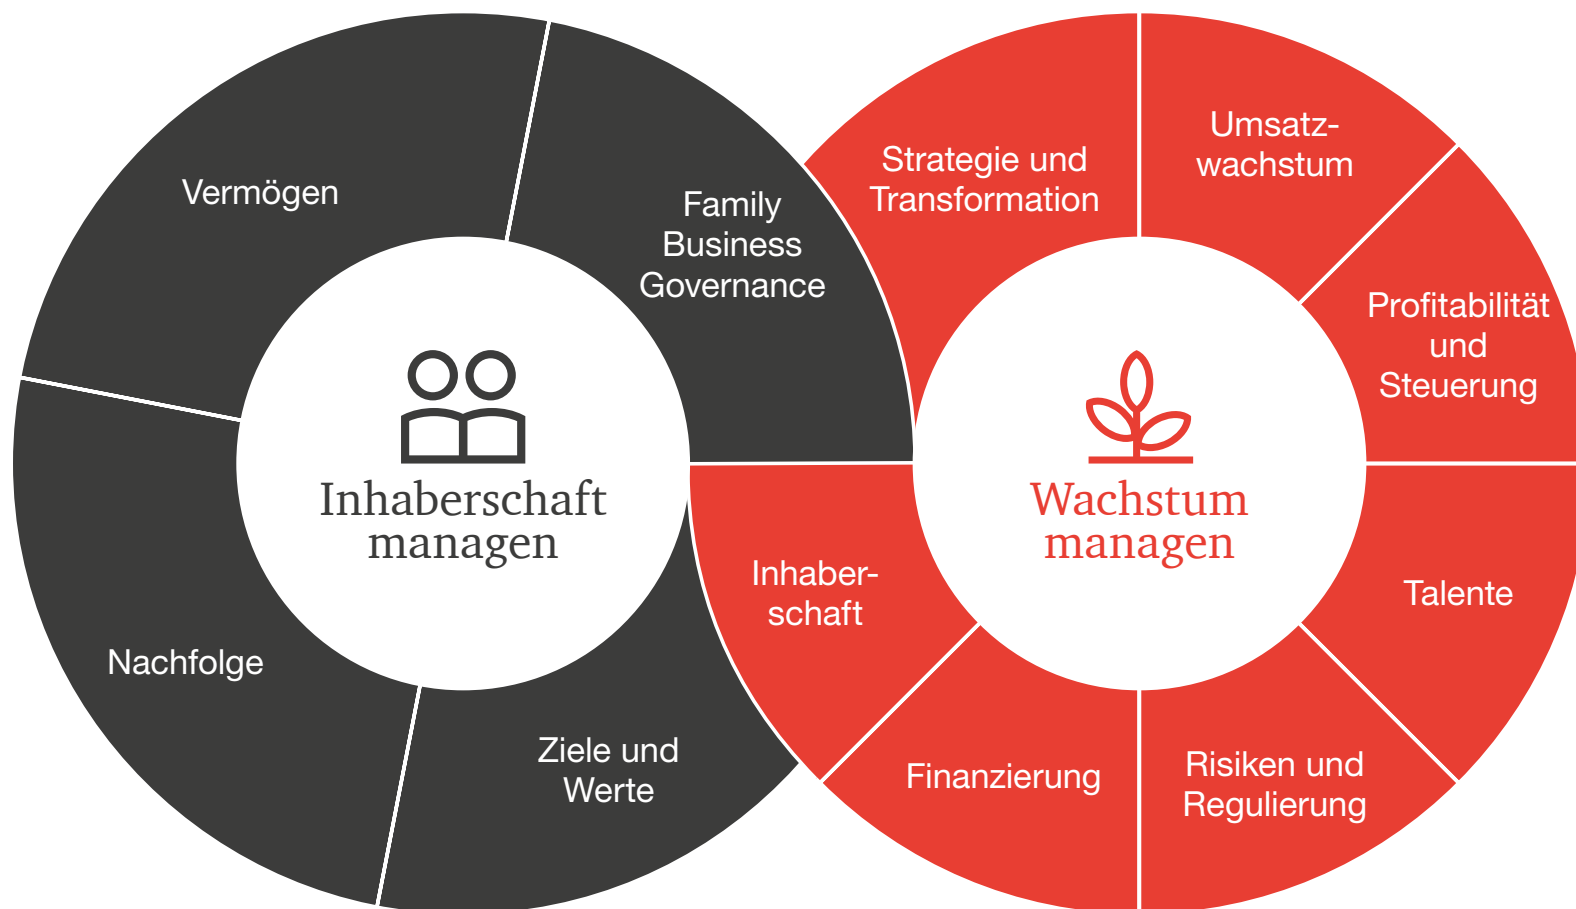 Vermögen
Family
Business
Governance
Inhaberschaft
managen
Nachfolge
Ziele und
Werte
Strategie und
Transformation
Umsatz-
wachstum
Profitabilität
und
Steuerung
Wachstum
managen
Inhaber-
schaft
Talente
Finanzierung
Risiken und
Regulierung